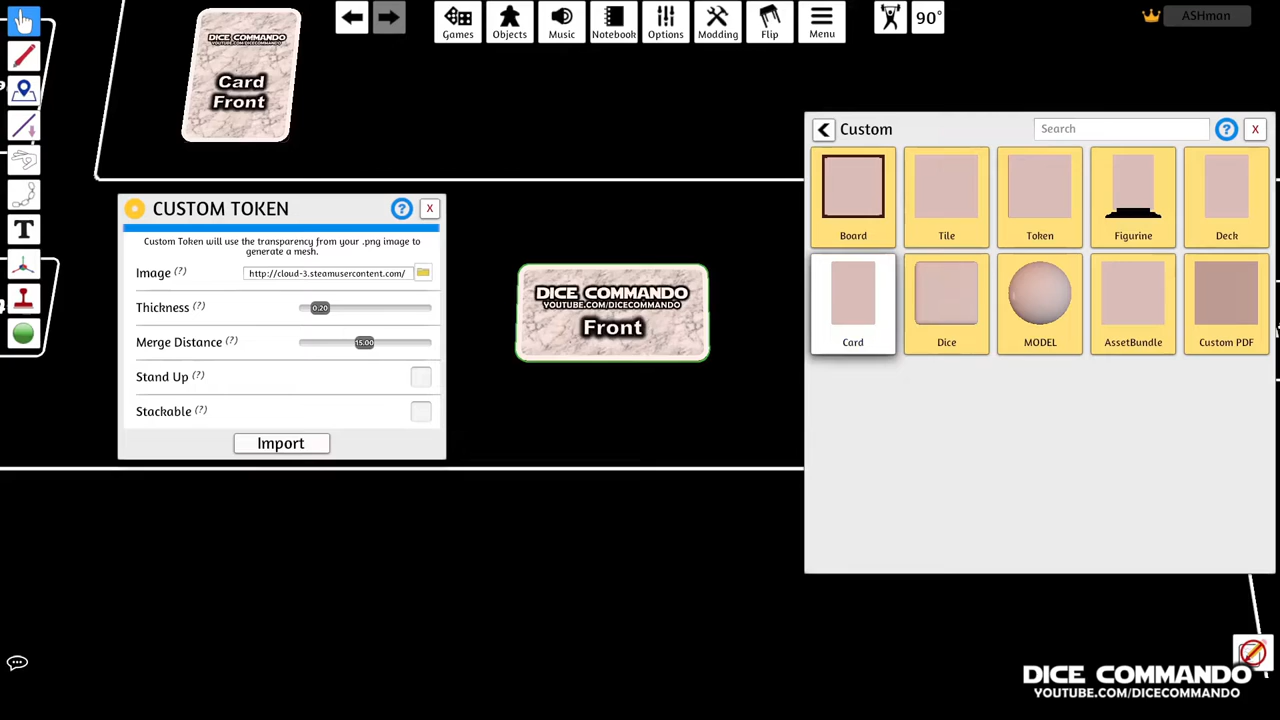 Games
Objects
Music
Notebook
Options
Modding
Flip
Menu
90°
ASHman
DICE COMMANDO
YOUTUBE.COM/DICECOMMANDO
Card
Front
T
CUSTOM TOKEN
?
X
Custom Token will use the transparency from your .png image to
generate a mesh.
Image (?)
http://cloud-3.steamusercontent.com/
Thickness (?)
0.20
Merge Distance (?)
15.00
Stand Up (?)
Stackable (?)
Import
DICE COMMANDO
YOUTUBE.COM/DICECOMMANDO
Front
Custom
Search
?
X
Board
Tile
Token
Figurine
Deck
Card
Dice
MODEL
AssetBundle
Custom PDF
DICE COMMANDO
YOUTUBE.COM/DICECOMMANDO